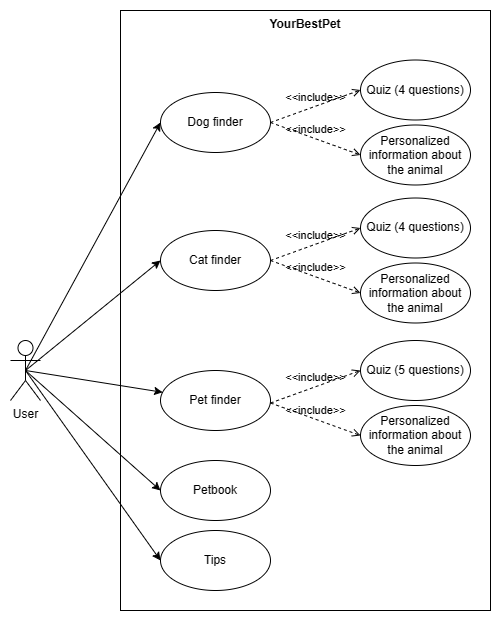 YourBestPet
Dog finder
<<include>>
Quiz (4 questions)
<<include>>
Personalized
information about
the animal
Cat finder
<<include>>
Quiz (4 questions)
<<include>>
Personalized
information about
the animal
User
Pet finder
<<include>>
Quiz (5 questions)
<<include>>
Personalized
information about
the animal
Petbook
Tips